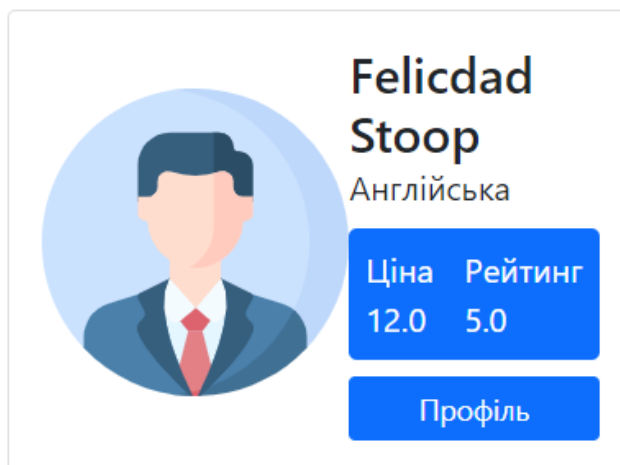 Felicdad
Stoop
Англійська
Ціна Рейтинг
12.0 5.0
Профіль